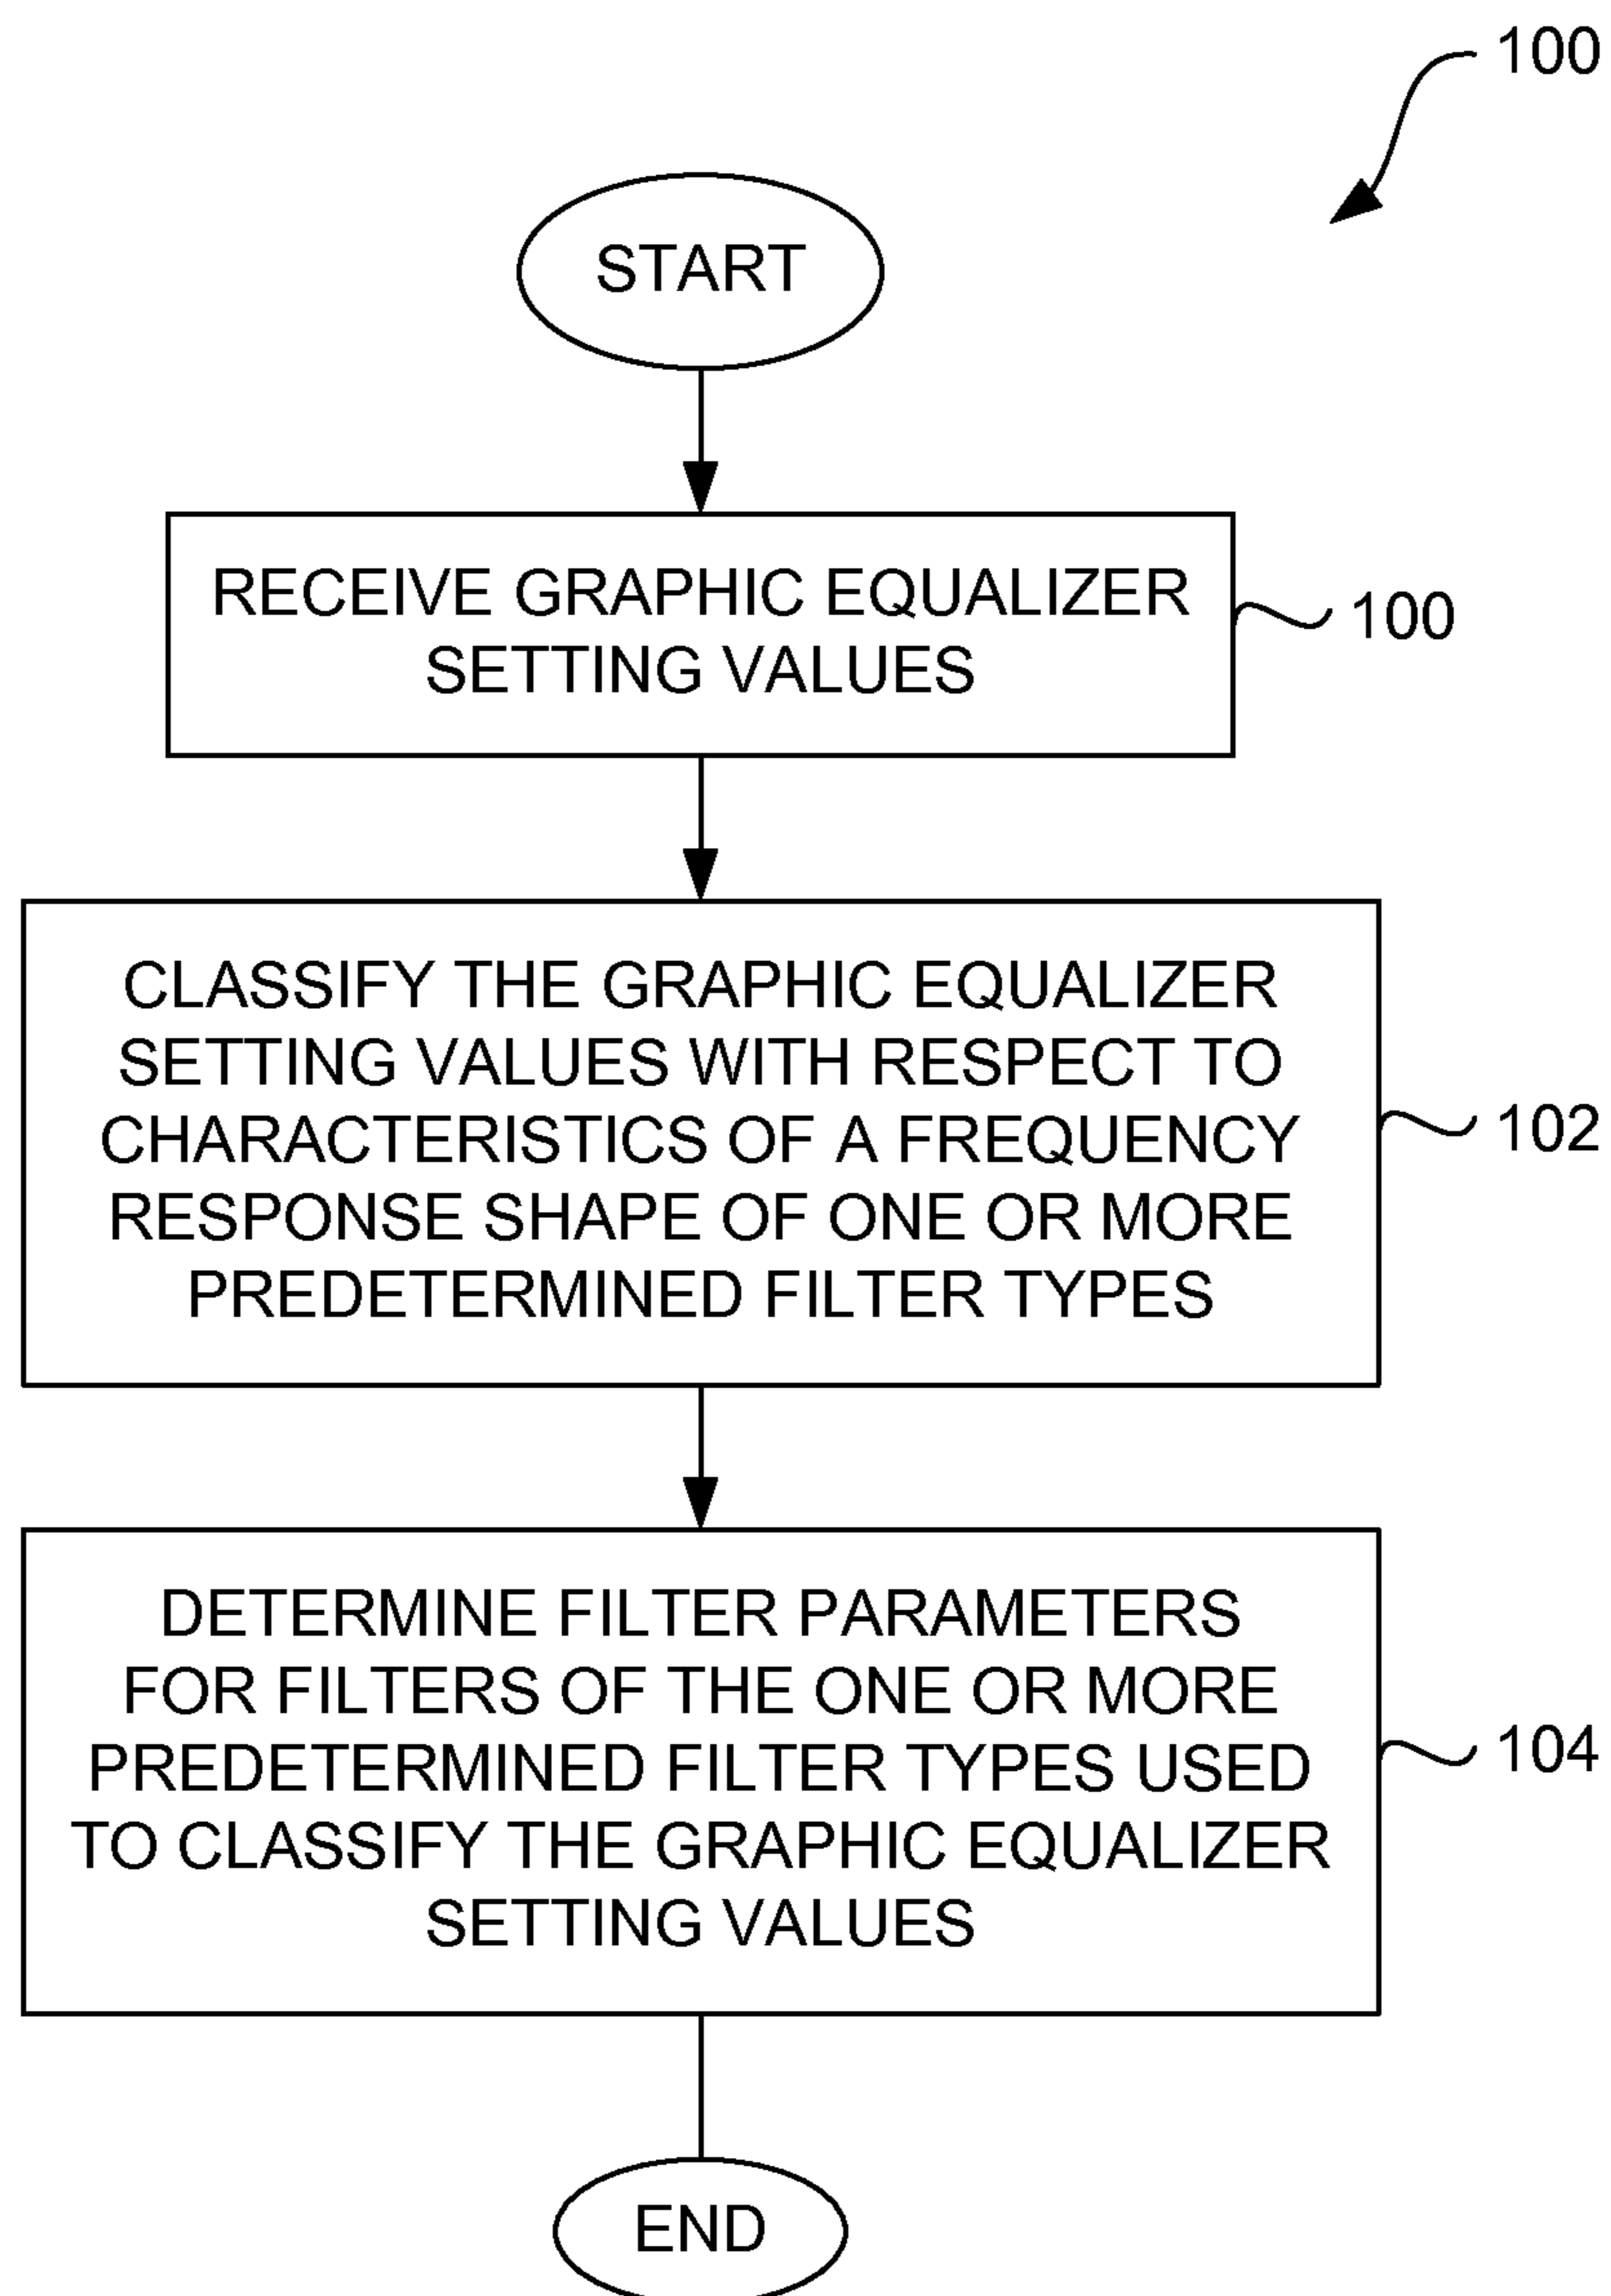 100
START
RECEIVE GRAPHIC EQUALIZER
SETTING VALUES
100
CLASSIFY THE GRAPHIC EQUALIZER
SETTING VALUES WITH RESPECT TO
CHARACTERISTICS OF A FREQUENCY
RESPONSE SHAPE OF ONE OR MORE
PREDETERMINED FILTER TYPES
102
DETERMINE FILTER PARAMETERS
FOR FILTERS OF THE ONE OR MORE
PREDETERMINED FILTER TYPES USED
TO CLASSIFY THE GRAPHIC EQUALIZER
SETTING VALUES
104
END